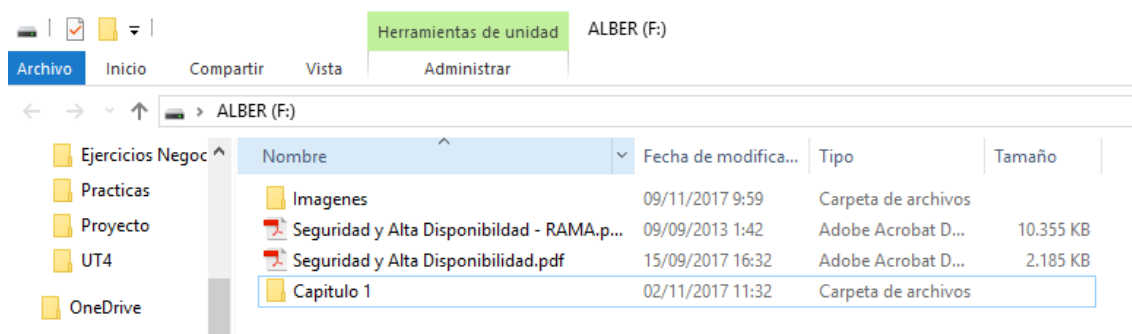 Herramientas de unidad ALBER (F:)
Archivo Inicio Compartir Vista Administrar
ALBER (F:)
Ejercicios Negoc
Practicas
Proyecto
UT4
OneDrive
Nombre Fecha de modifica... Tipo Tamaño
Imagenes 09/11/2017 9:59 Carpeta de archivos
Seguridad y Alta Disponibildad - RAMA.p... 09/09/2013 1:42 Adobe Acrobat D... 10.355 KB
Seguridad y Alta Disponibilidad.pdf 15/09/2017 16:32 Adobe Acrobat D... 2.185 KB
Capitulo 1 02/11/2017 11:32 Carpeta de archivos